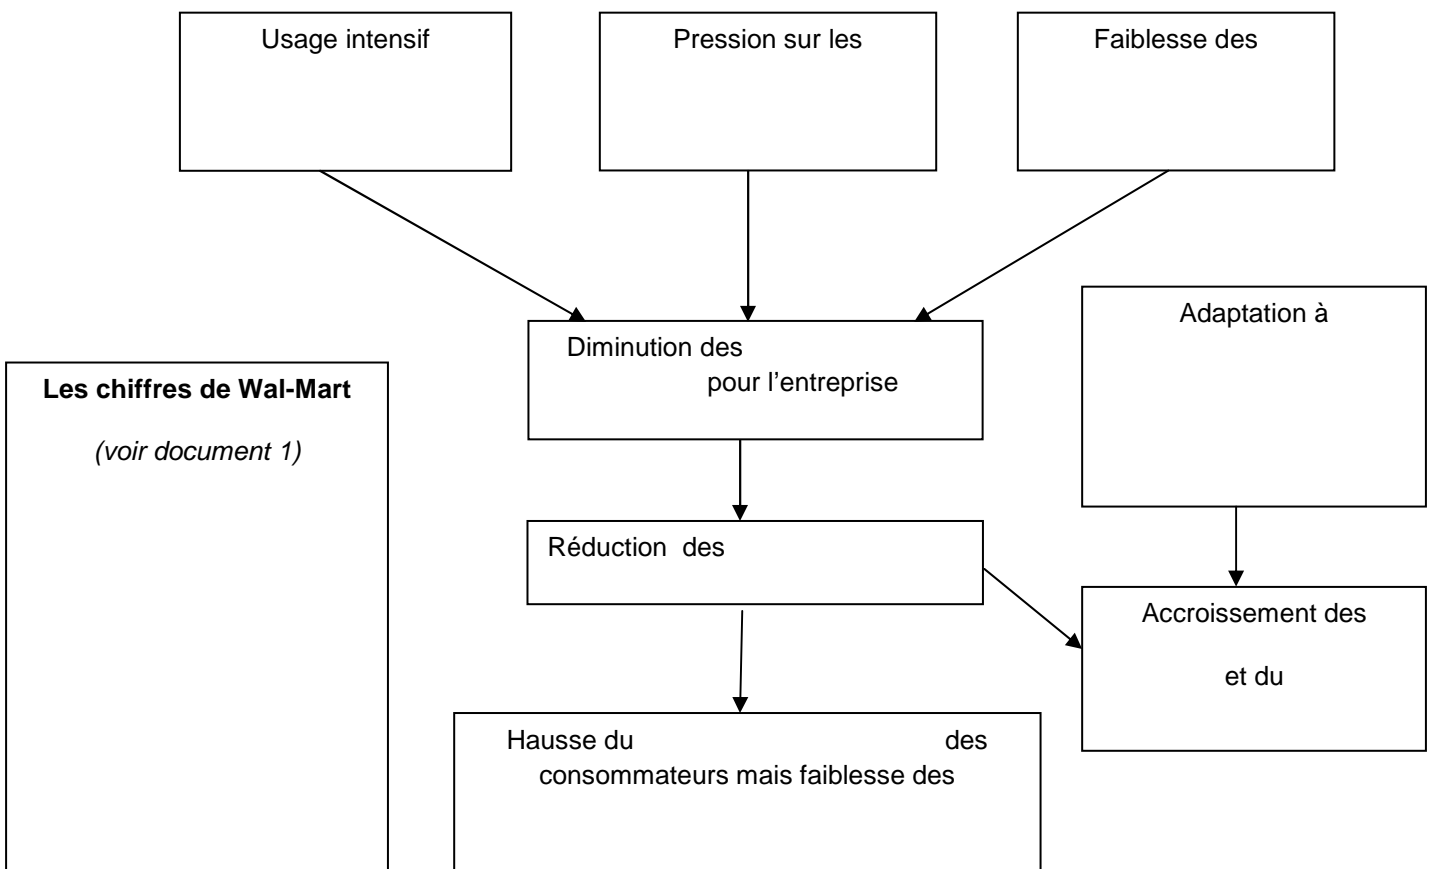 Usage intensif
Pression sur les
Faiblesse des
Adaptation à
Diminution des
pour l'entreprise
Les chiffres de Wal-Mart
(voir document 1)
Réduction des
Accroissement des
et du
Hausse du des
consommateurs mais faiblesse des